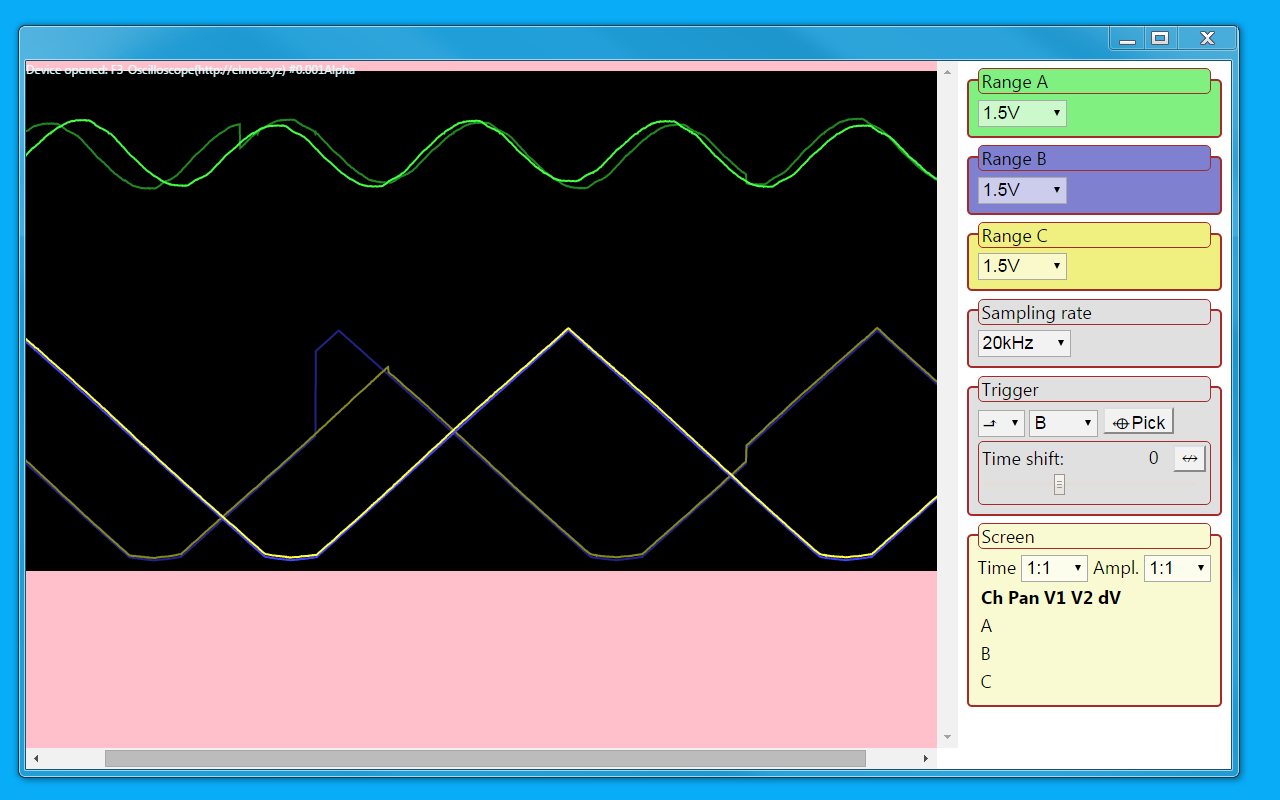 Device opened: F3-Oscilloscope(http://eimot.xyz) #0.001Alpha
Range A
1.5V
Range B
1.5V
Range C
1.5V
Sampling rate
20kHz
Trigger
B Pick
Time shift: 0
Screen
Time 1:1 Ampl. 1:1
Ch Pan V1 V2 dV
A
B
C